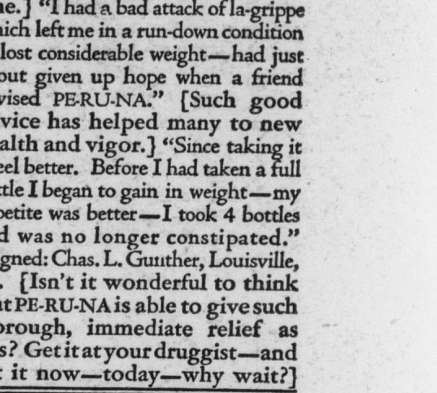 ne.] “I had a bad attack of la-grippe
ich left me in a run-down condition
lost considerable weight—had just
out given up hope when a friend
vised PE-RU-NA.” [Such good
vice has helped many to new
alth and vigor.] “Since taking it
eel better. Before I had taken a full
ttle I began to gain in weight—my
petite was better—I took 4 bottles
d was no longer constipated.”
gned: Chas. L. Gunther, Louisville,
. [Isn't it wonderful to think
at PE-RU-NA is able to give such
orough, immediate relief as
s? Get it at your druggist—and
t it now—today—why wait?]